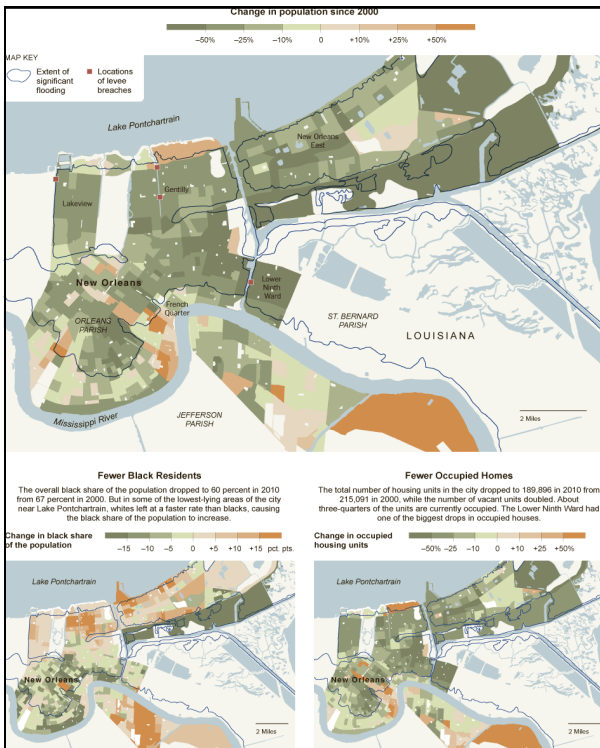 Change in population since 2000
−50% −25% −10% 0 +10% +25% +50%
MAP KEY
Extent of significant flooding
Locations of levee breaches
Lake Pontchartrain
New Orleans East
Gentilly
Lakeview
New Orleans
Lower Ninth Ward
French Quarter
ORLEANS PARISH
ST. BERNARD PARISH
LOUISIANA
JEFFERSON PARISH
Mississippi River
2 Miles
Fewer Black Residents
The overall black share of the population dropped to 60 percent in 2010
from 67 percent in 2000. But in some of the lowest-lying areas of the city
near Lake Pontchartrain, whites left at a faster rate than blacks, causing
the black share of the population to increase.
Change in black share
of the population
−15 −10 −5 0 +5 +10 +15 pct. pts.
Lake Pontchartrain
New Orleans
2 Miles
Fewer Occupied Homes
The total number of housing units in the city dropped to 189,896 in 2010 from
215,091 in 2000, while the number of vacant units doubled. About
three-quarters of the units are currently occupied. The Lower Ninth Ward had
one of the biggest drops in occupied houses.
Change in occupied
housing units
−50% −25 −10 0 +10 +25 +50%
Lake Pontchartrain
New Orleans
2 Miles